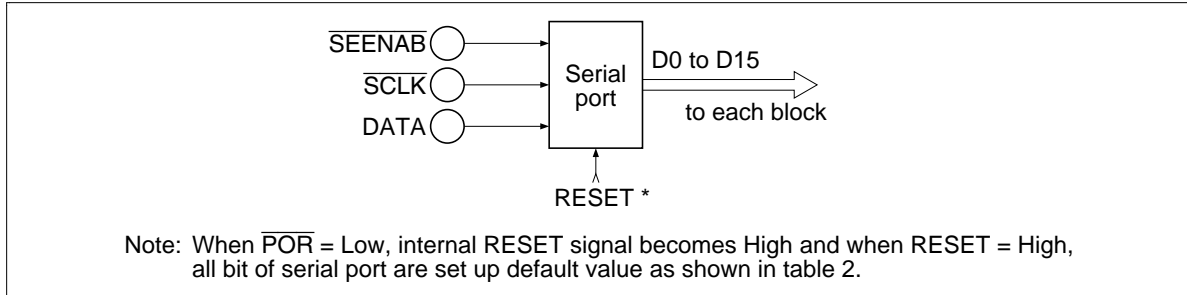 SEENAB
SCLK
DATA
Serial
port
D0 to D15
to each block
RESET *
Note: When POR = Low, internal RESET signal becomes High and when RESET = High,
all bit of serial port are set up default value as shown in table 2.